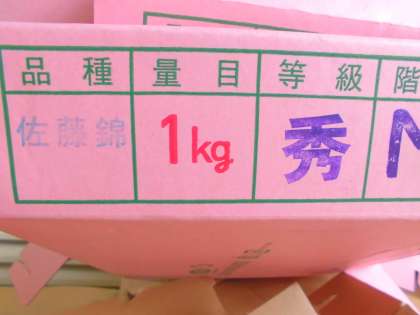 品種 量目 等級 階
佐藤錦 1kg 秀